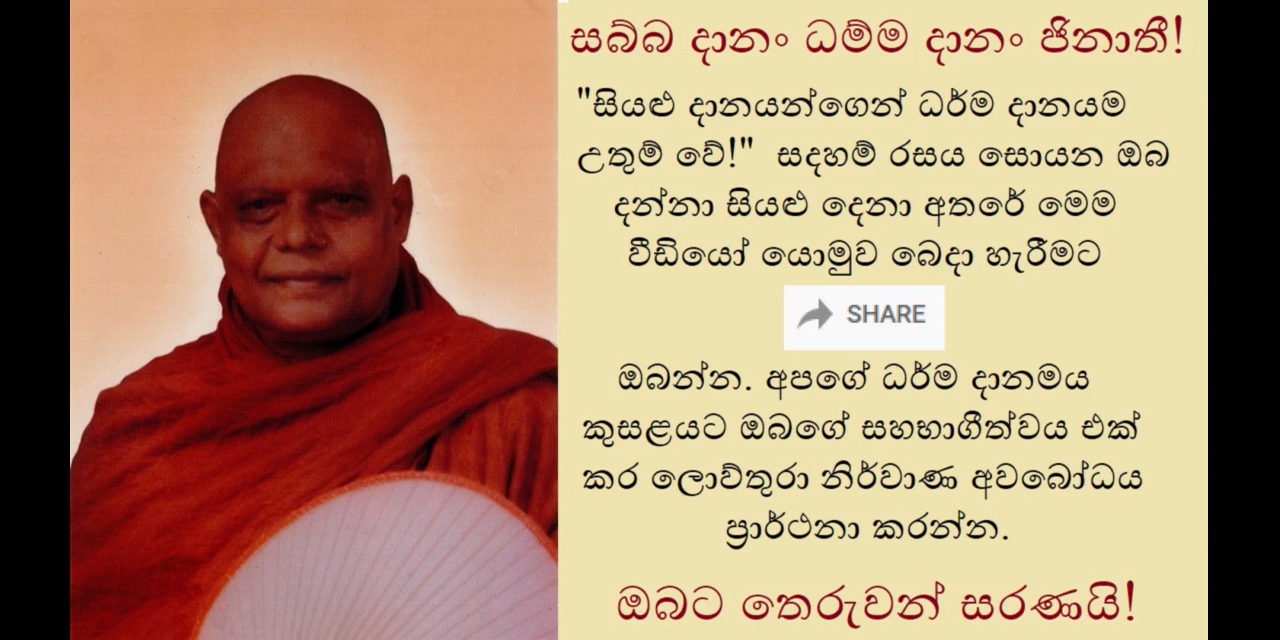 සබ්බ දානං ධම්ම දානං ජිනාතී!
"සියළු දානයන්ගෙන් ධර්ම දානයම
උතුම් වේ!" සදහම් රසය සොයන ඔබ
දන්නා සියළු දෙනා අතරේ මෙම
වීඩියෝ යොමුව බෙදා හැරීමට
SHARE
ඔබන්න. අපගේ ධර්ම දානමය
කුසළයට ඔබගේ සහභාගීත්වය එක්
කර ලොව්තුරා නිර්වාණ අවබෝධය
ප්‍රාර්ථනා කරන්න.
ඔබට තෙරුවන් සරණයි!